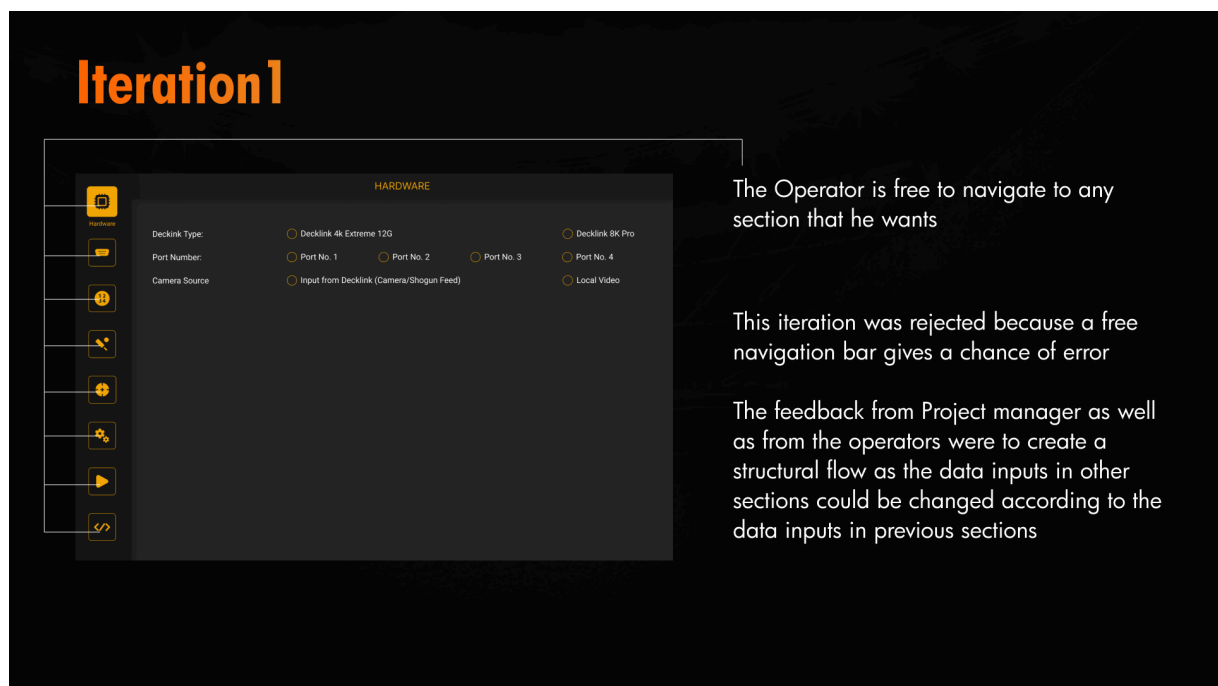 Iteration1
HARDWARE
Hardware
Deckink Type:
Decklink 4k Extreme 12G
Decklink 8K Pro
Port Number:
Port No. 1
Port No. 2
Port No. 3
Port No. 4
Camera Source
Input from Decklink (Camera/Shogun Feed)
Local Video
The Operator is free to navigate to any
section that he wants
This iteration was rejected because a free
navigation bar gives a chance of error
The feedback from Project manager as well
as from the operators were to create a
structural flow as the data inputs in other
sections could be changed according to the
data inputs in previous sections